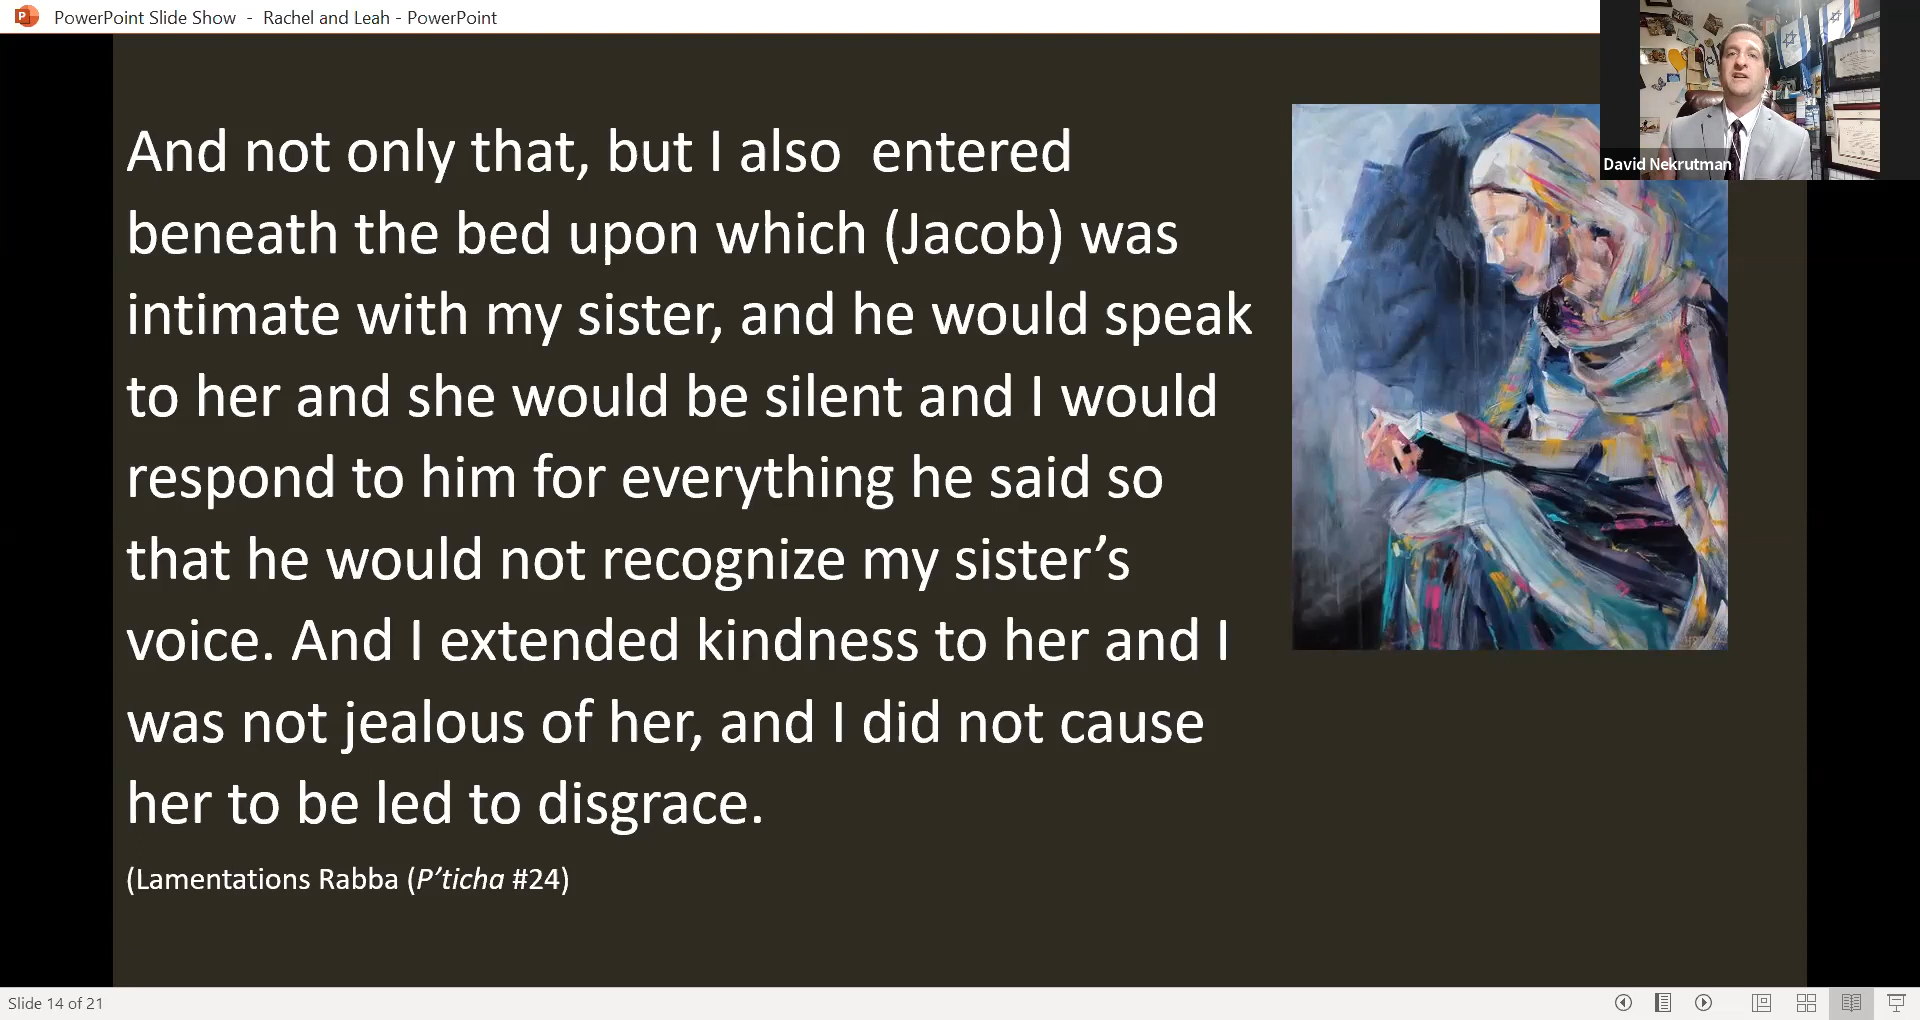 PowerPoint Slide Show - Rachel and Leah - PowerPoint
David Nekrutman
And not only that, but I also  entered
beneath the bed upon which (Jacob) was
intimate with my sister, and he would speak
to her and she would be silent and I would
respond to him for everything he said so
that he would not recognize my sister’s
voice. And I extended kindness to her and I
was not jealous of her, and I did not cause
her to be led to disgrace.
(Lamentations Rabba (P’ticha #24)
Slide 14 of 21